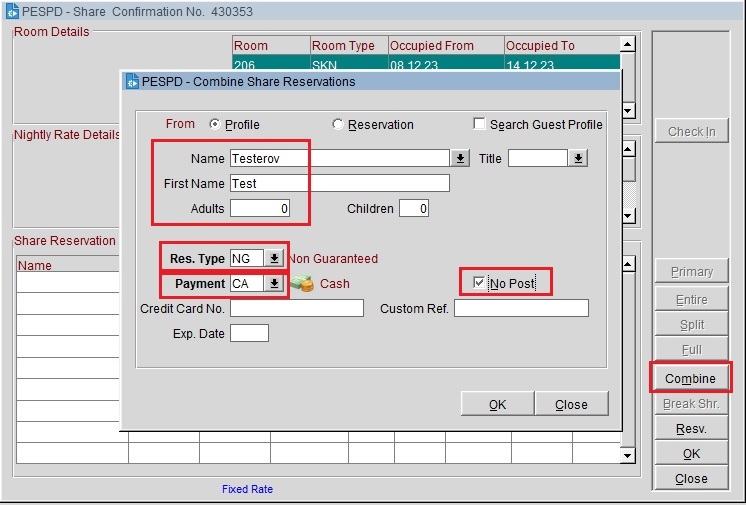 PESPD - Share Confirmation No. 430353
Room Details
Room Room Type Occupied From Occupied To
206 SKN 08.12.23 14.12.23
PESPD - Combine Share Reservations
From Profile Reservation Search Guest Profile
Check In
Nightly Rate Details
Name Testerov Title
First Name Test
Adults 0 Children 0
Share Reservation
Name
Res. Type NG Non Guaranteed
Payment CA Cash No Post
Credit Card No. Custom Ref.
Exp. Date
Primary
Entire
Split
Full
Combine
Break Shr.
Resv.
OK
Close
OK Close
Fixed Rate